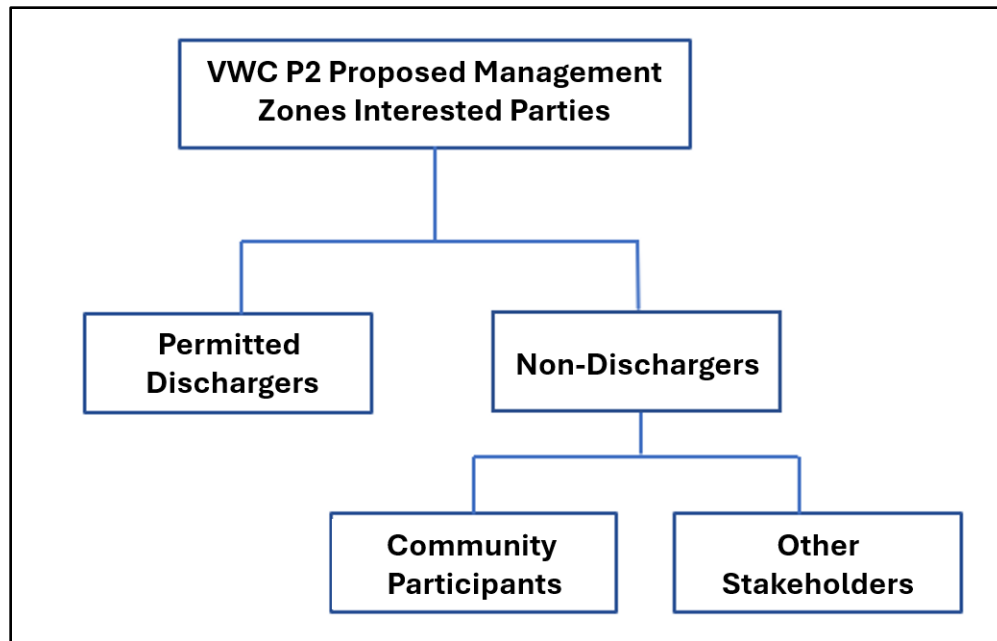 VWC P2 Proposed Management
Zones Interested Parties
Permitted
Dischargers
Non-Dischargers
Community
Participants
Other
Stakeholders